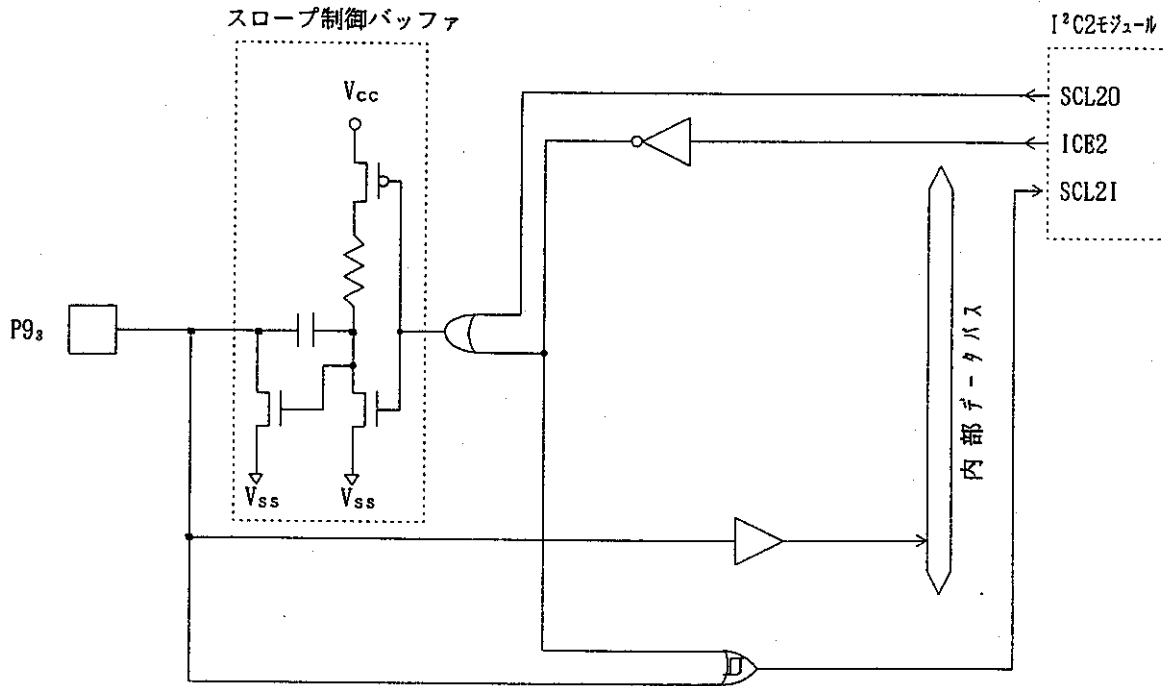 スロープ制御バッファ
I²C2モジュール
Vcc
SCL2O
ICE2
SCL2I
P9₃
Vss
Vss
内部データバス